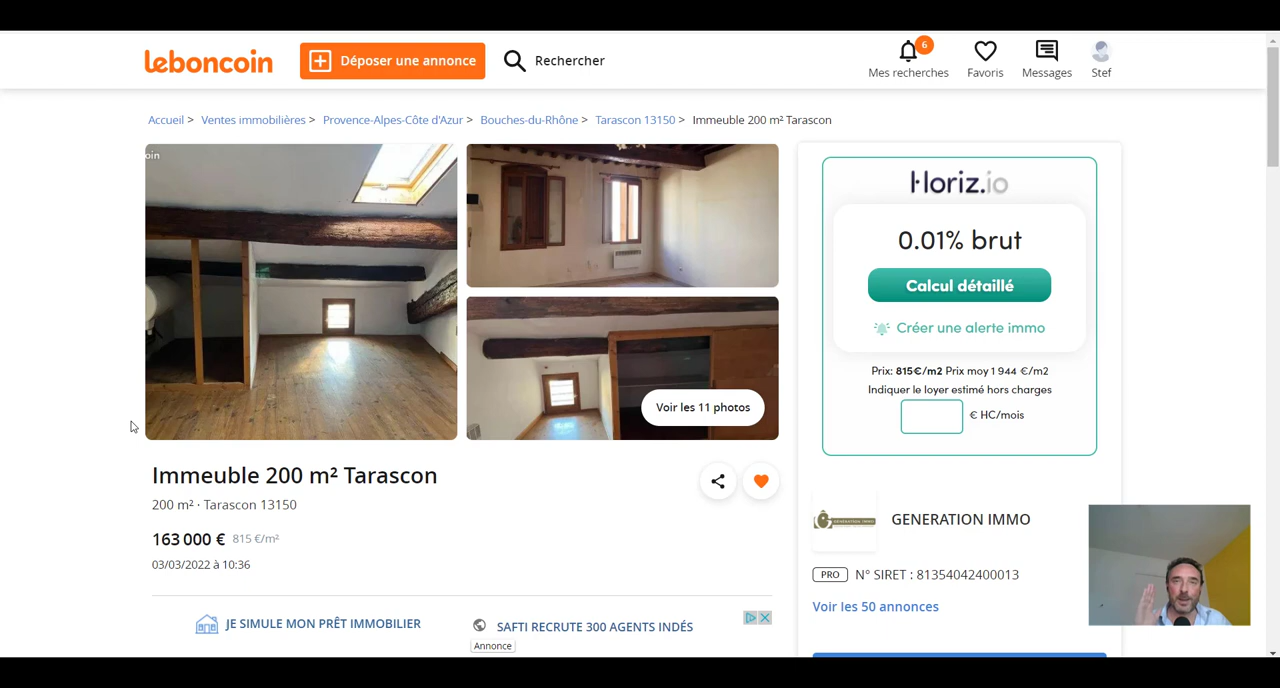 leboncoin
Déposer une annonce
Rechercher
6
Mes recherches
Favoris
Messages
Stef
Accueil > Ventes immobilières > Provence-Alpes-Côte d'Azur > Bouches-du-Rhône > Tarascon 13150 > Immeuble 200 m² Tarascon
oin
Voir les 11 photos
Immeuble 200 m² Tarascon
200 m² · Tarascon 13150
163 000 € 815 €/m²
03/03/2022 à 10:36
JE SIMULE MON PRÊT IMMOBILIER
SAFTI RECRUTE 300 AGENTS INDÉS
Annonce
Horiz.io
0.01% brut
Calcul détaillé
Créer une alerte immo
Prix: 815€/m2 Prix moy 1 944 €/m2
Indiquer le loyer estimé hors charges
€ HC/mois
GENERATION IMMO
GENERATION IMMO
PRO N° SIRET : 81354042400013
Voir les 50 annonces